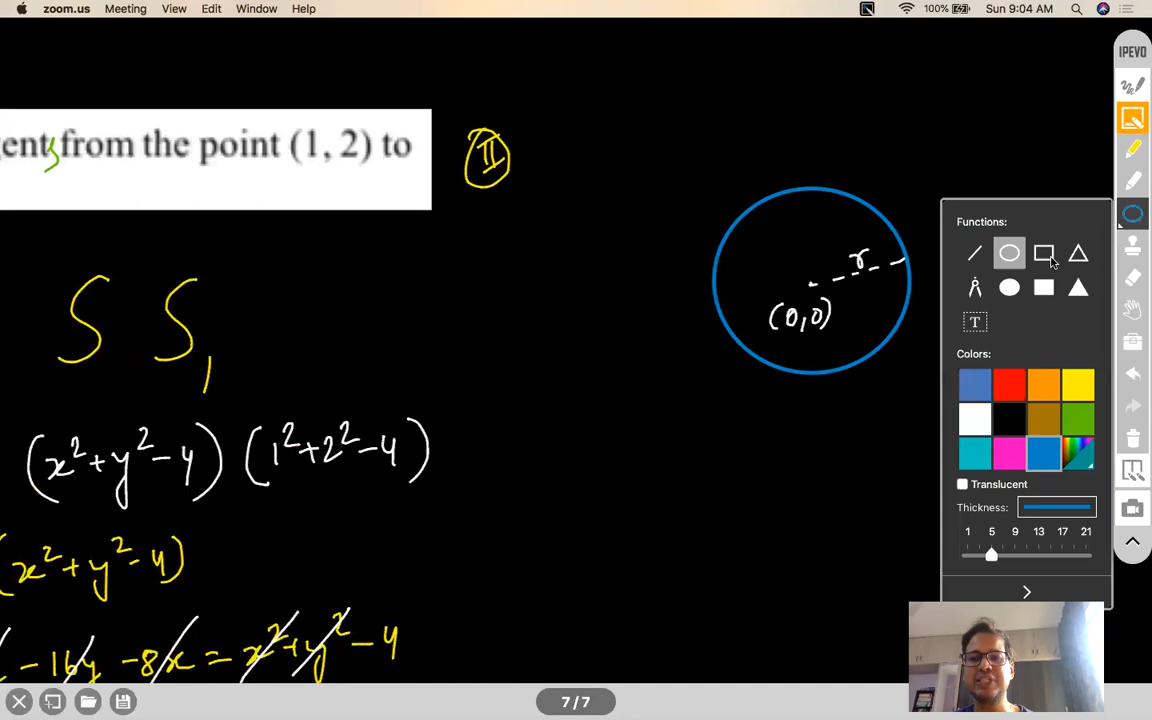 zoom.us Meeting View Edit Window Help 100% Sun 9:04 AM
IPEVO
ents from the point (1, 2) to
II
Functions:
r
(0,0)
T
S S₁
Colors:
(x²+y²-4) (1²+2²-4)
Translucent
Thickness:
1 5 9 13 17 21
(x²+y²-4)
-16y -8x = x²+y²-4
7/7